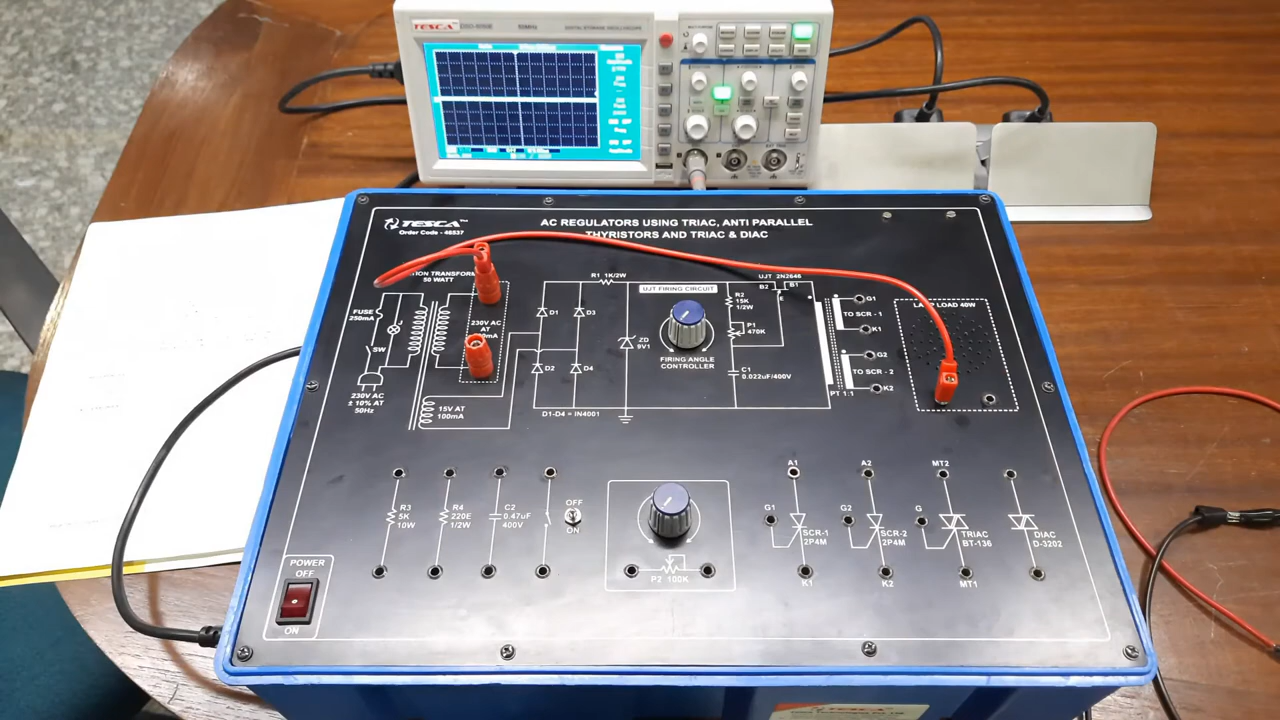 TESCA
DIGITAL STORAGE OSCILLOSCOPE
TESCA
Order Code - 46537
AC REGULATORS USING TRIAC, ANTI PARALLEL
THYRISTORS AND TRIAC & DIAC
50 WATT
FUSE
250mA
SW
230V AC
± 10% AT
50Hz
230V AC
AT
15V AT
100mA
D1
D3
D2
D4
D1-D4 = IN4001
R1 1K/2W
ZD
9V1
UJT FIRING CIRCUIT
FIRING ANGLE
CONTROLLER
R2
15K
1/2W
P1
470K
C1
0.022uF/400V
UJT 2N2646
B2
B1
E
PT 1:1
G1
TO SCR - 1
K1
G2
TO SCR - 2
K2
LOAD 40W
R3
5K
10W
R4
220E
1/2W
C2
0.47uF
400V
OFF
ON
P2 100K
A1
G1
SCR-1
2P4M
K1
A2
G2
SCR-2
2P4M
K2
MT2
G
TRIAC
BT-136
MT1
DIAC
D-3202
POWER
OFF
ON
TESCA